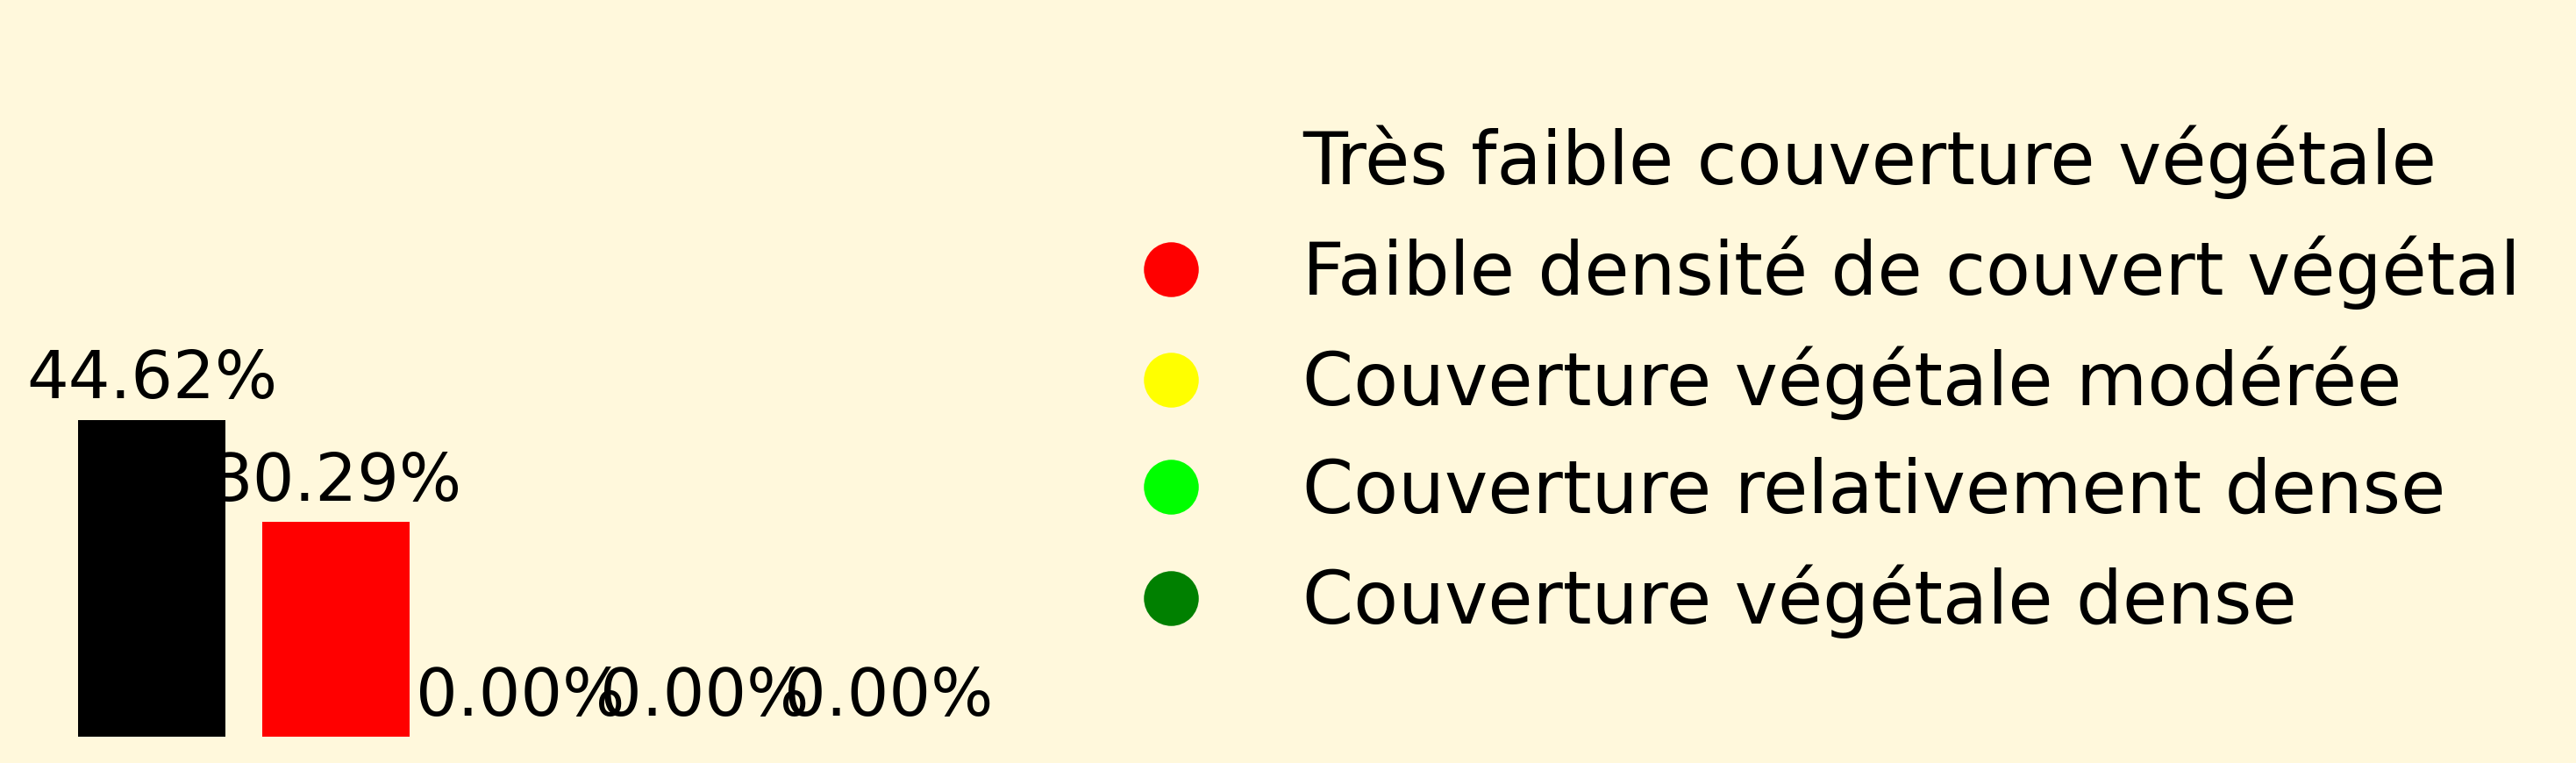 Très faible couverture végétale
Faible densité de couvert végétal
44.62%
Couverture végétale modérée
30.29%
Couverture relativement dense
Couverture végétale dense
0.00%
0.00%
0.00%